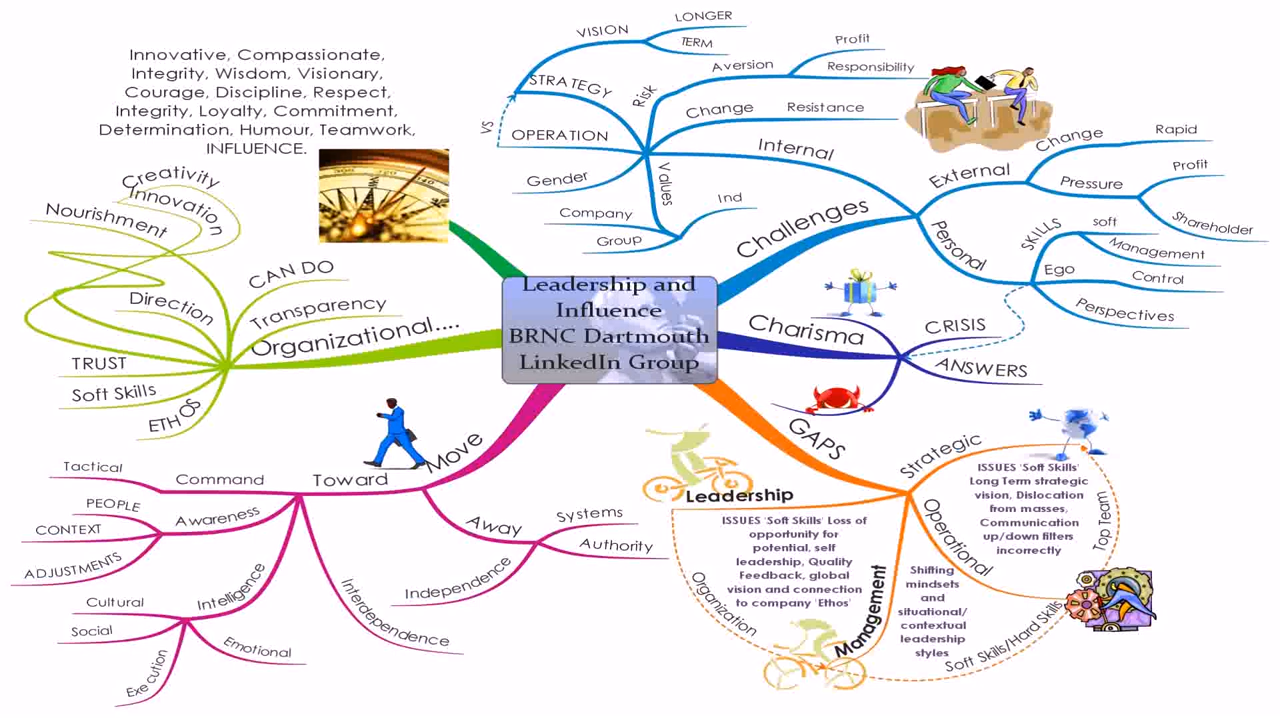 Innovative, Compassionate,
Integrity, Wisdom, Visionary,
Courage, Discipline, Respect,
Integrity, Loyalty, Commitment,
Determination, Humour, Teamwork,
INFLUENCE.
Leadership and
Influence
BRNC Dartmouth
LinkedIn Group
Challenges
Internal
VISION
LONGER
TERM
STRATEGY
VS
OPERATION
Gender
Risk
Aversion
Profit
Responsibility
Change
Resistance
Values
Ind
Company
Group
External
Change
Rapid
Pressure
Profit
Shareholder
Personal
SKILLS
soft
Management
Ego
Control
Perspectives
Charisma
CRISIS
ANSWERS
GAPS
Strategic
ISSUES 'Soft Skills'
Long Term strategic
vision, Dislocation
from masses,
Communication
up/down filters
incorrectly
Top Team
Operational
Shifting
mindsets
and
situational/
contextual
leadership
styles
Soft Skills/Hard Skills
Management
Leadership
ISSUES 'Soft Skills' Loss of
opportunity for
potential, self
leadership, Quality
Feedback, global
vision and connection
to company 'Ethos'
Organization
Move
Away
Systems
Authority
Independence
Toward
Command
Tactical
Awareness
PEOPLE
CONTEXT
ADJUSTMENTS
Intelligence
Cultural
Social
Execution
Emotional
Interdependence
Organizational....
CAN DO
Transparency
Creativity
Innovation
Nourishment
Direction
TRUST
Soft Skills
ETHOS